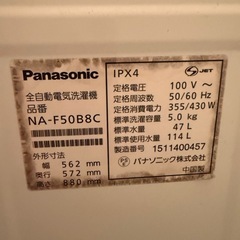 Panasonic
全自動電気洗濯機
品番
NA-F50B8C
外形寸法
幅 562 mm
奥行 572 mm
高さ 880 mm
IPX4
JET
定格電圧 100 V ~
定格周波数 50/60 Hz
定格消費電力 355/430 W
標準洗濯容量 5.0 kg
標準水量 47 L
標準使用水量 114 L
製造番号 1511400457
パナソニック株式会社
中国製